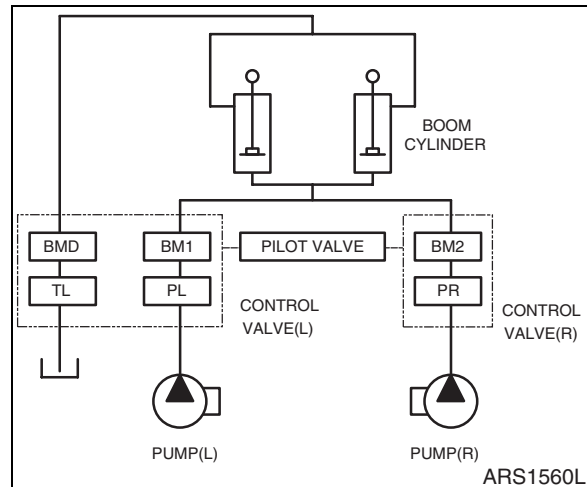 BOOM
CYLINDER
BMD
BM1
PILOT VALVE
BM2
TL
PL
PR
CONTROL
VALVE(L)
CONTROL
VALVE(R)
PUMP(L)
PUMP(R)
ARS1560L